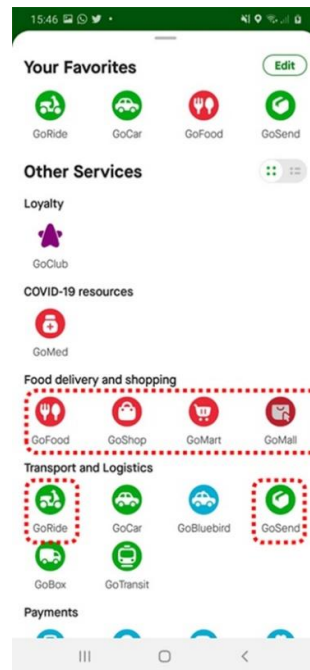 15:46
Your Favorites Edit
GoRide GoCar GoFood GoSend
Other Services
Loyalty
GoClub
COVID-19 resources
GoMed
Food delivery and shopping
GoFood GoShop GoMart GoMall
Transport and Logistics
GoRide GoCar GoBluebird GoSend
GoBox GoTransit
Payments